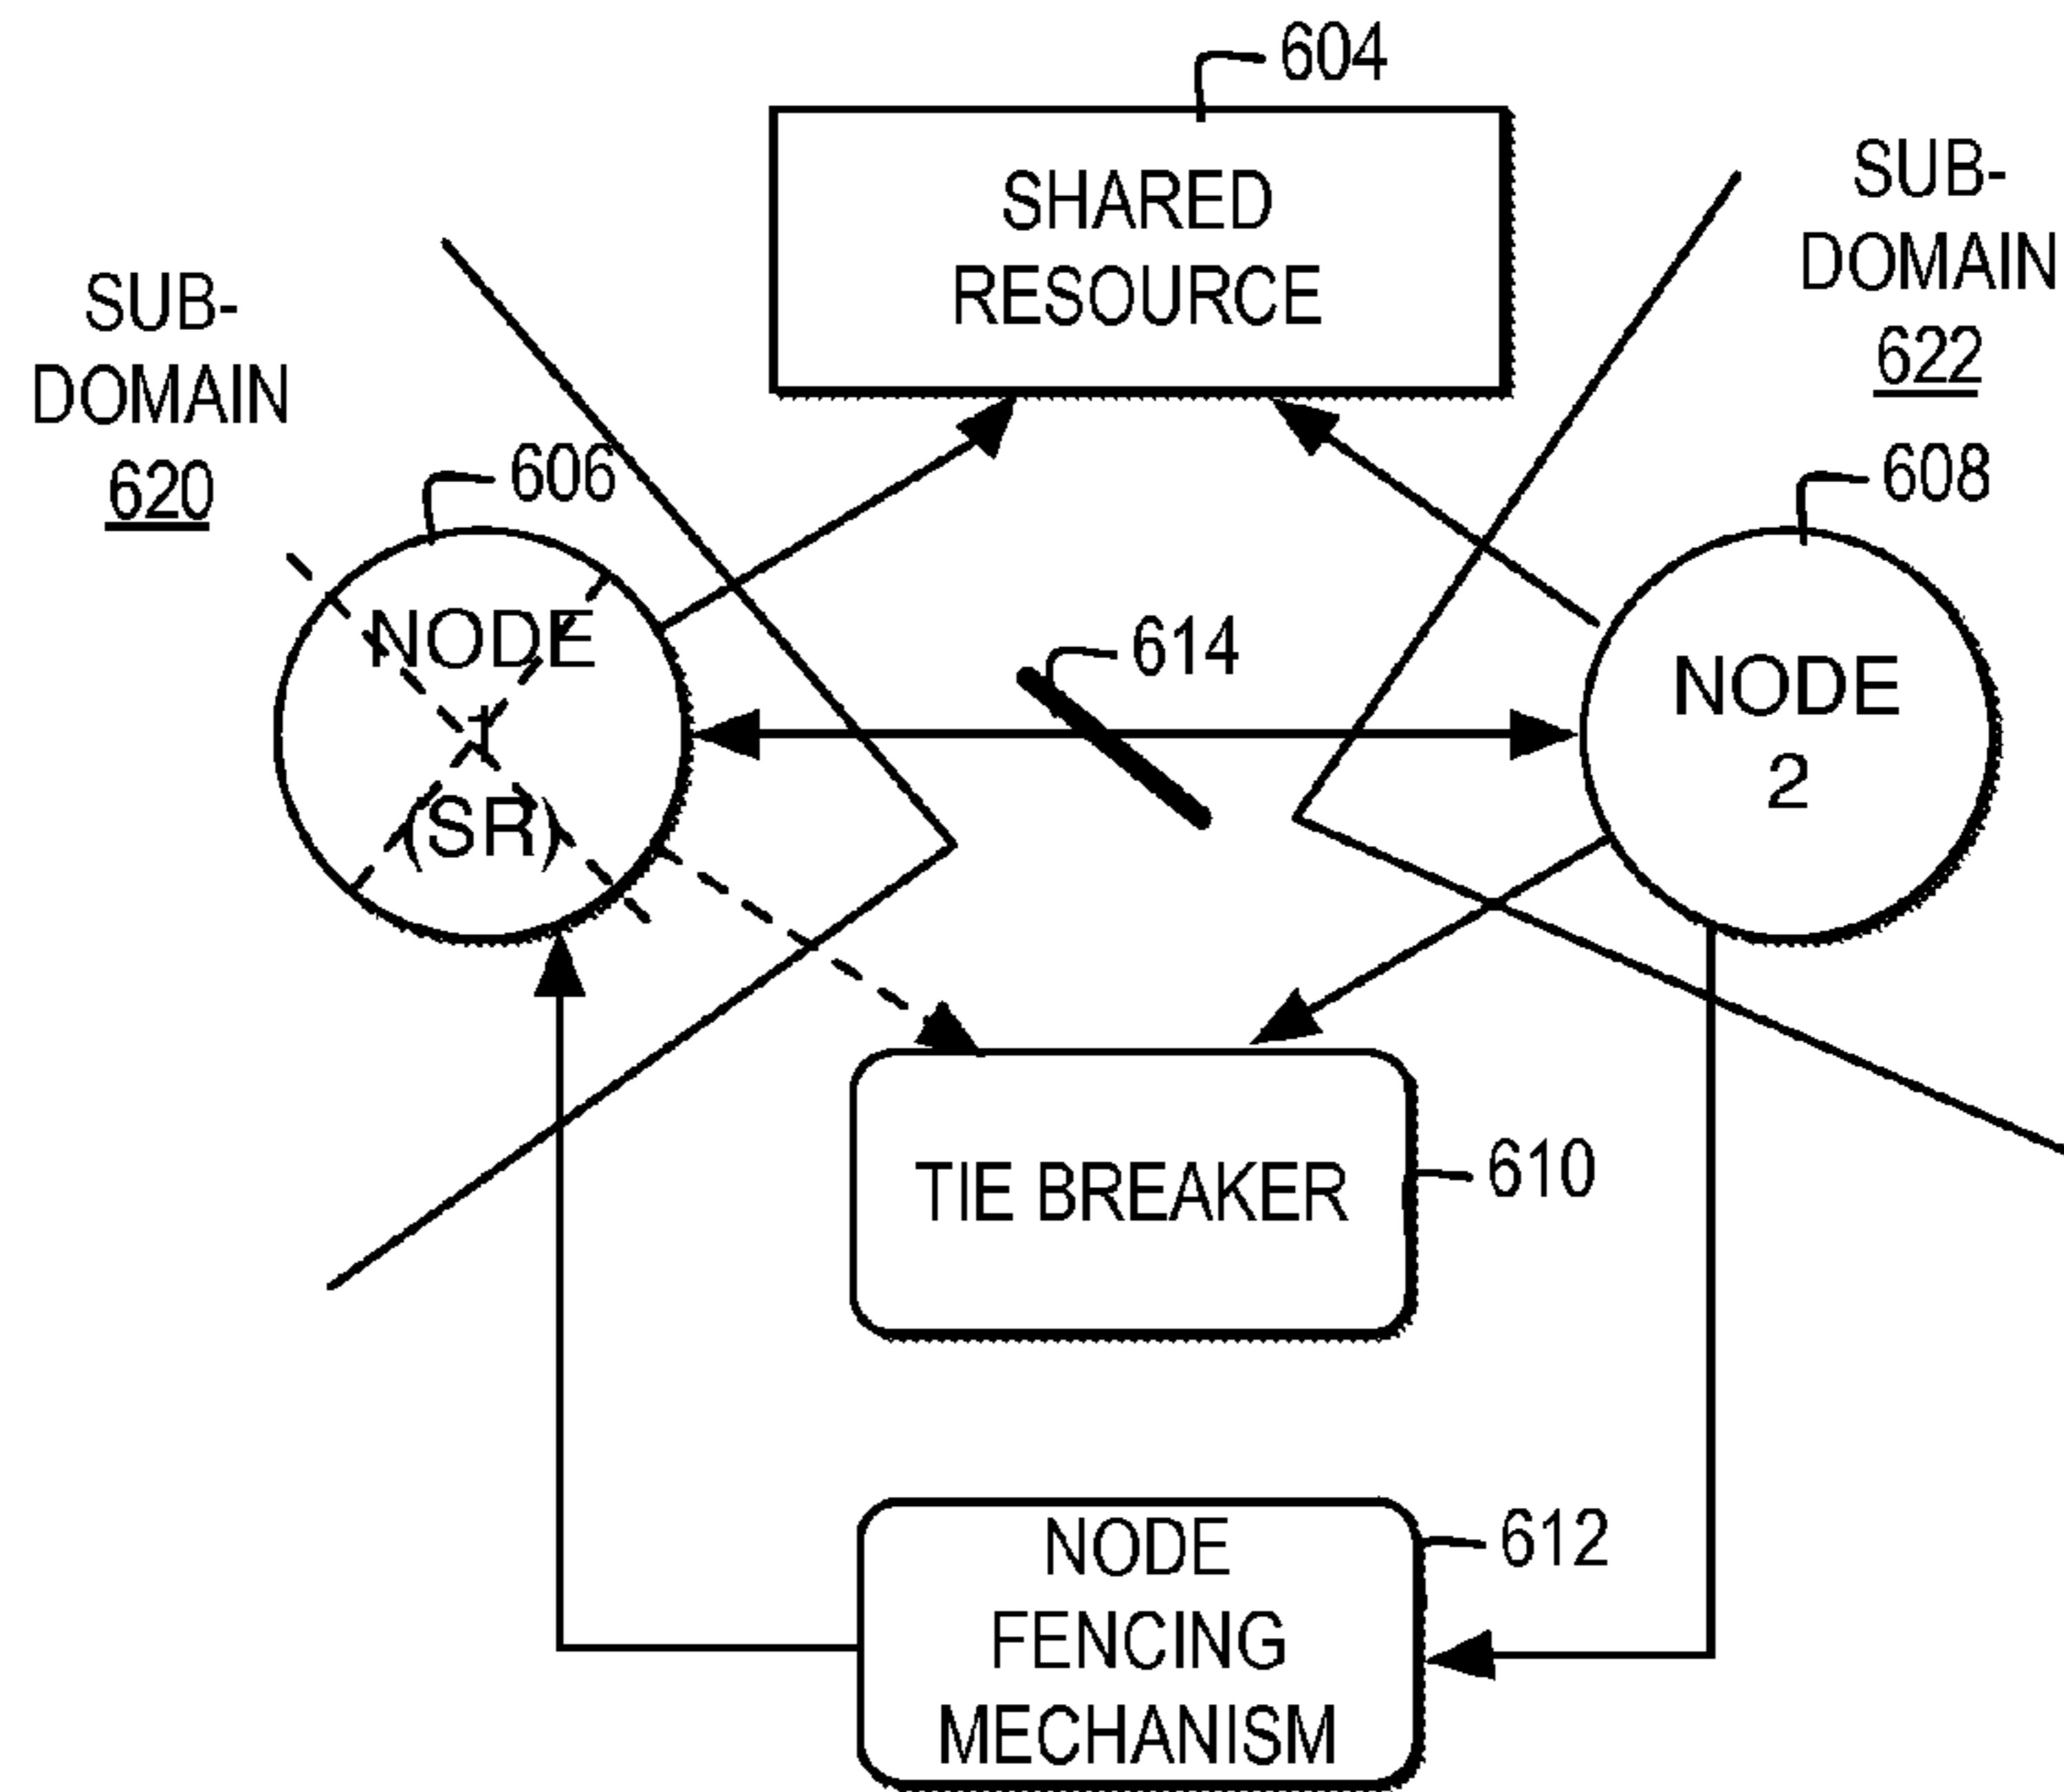 604
SHARED
RESOURCE
SUB-
DOMAIN
622
SUB-
DOMAIN
620
606
608
NODE
1
(SR)
614
NODE
2
TIE BREAKER
610
NODE
FENCING
MECHANISM
612